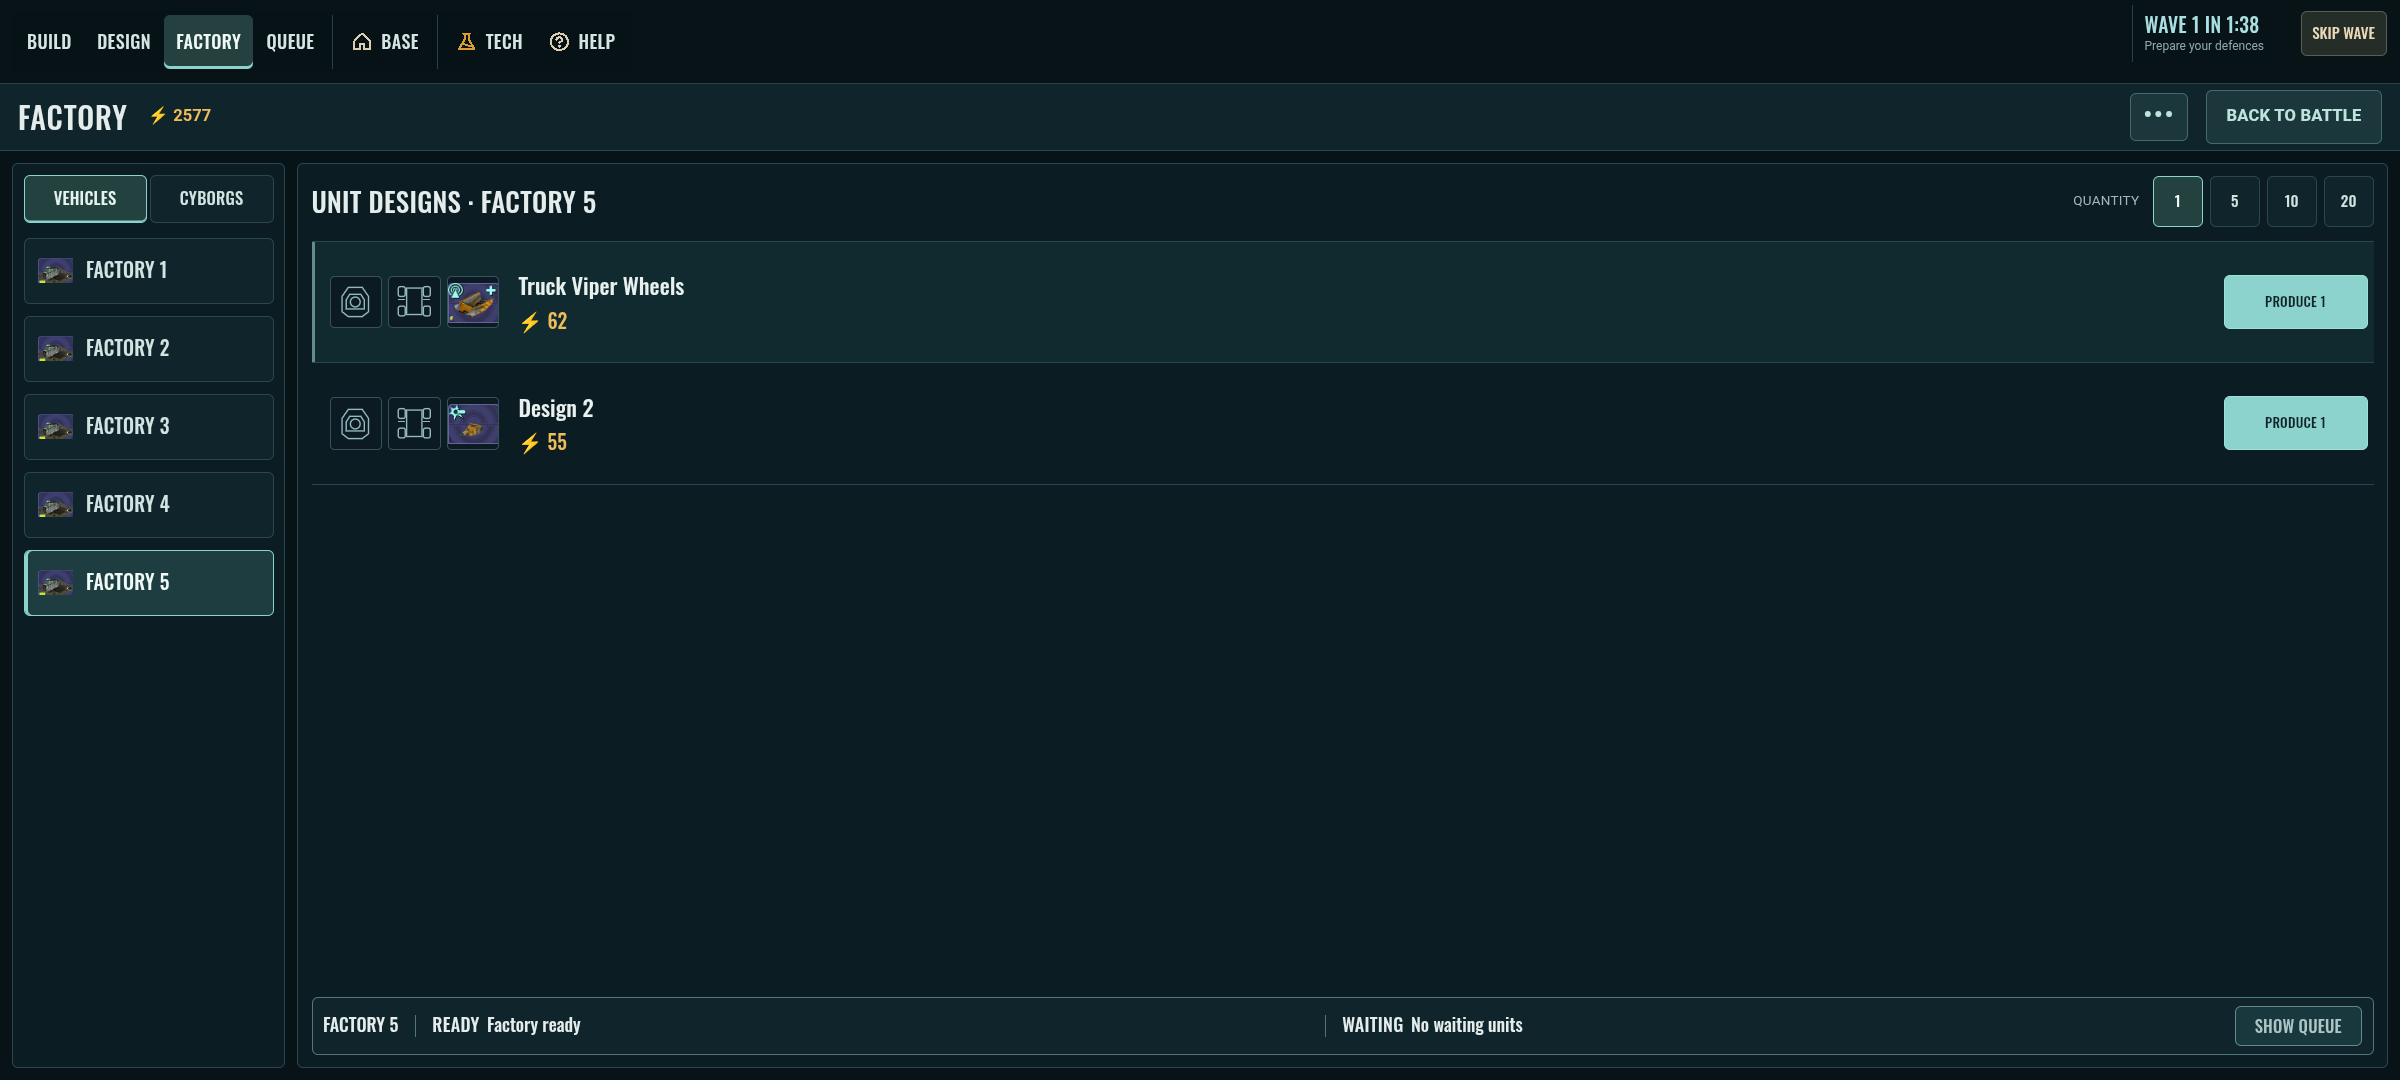 BUILD DESIGN FACTORY QUEUE BASE TECH HELP
WAVE 1 IN 1:38
Prepare your defences
SKIP WAVE
FACTORY 2577
BACK TO BATTLE
VEHICLES CYBORGS
FACTORY 1
FACTORY 2
FACTORY 3
FACTORY 4
FACTORY 5
UNIT DESIGNS · FACTORY 5
QUANTITY 1 5 10 20
Truck Viper Wheels
62
PRODUCE 1
Design 2
55
PRODUCE 1
FACTORY 5 READY Factory ready WAITING No waiting units SHOW QUEUE